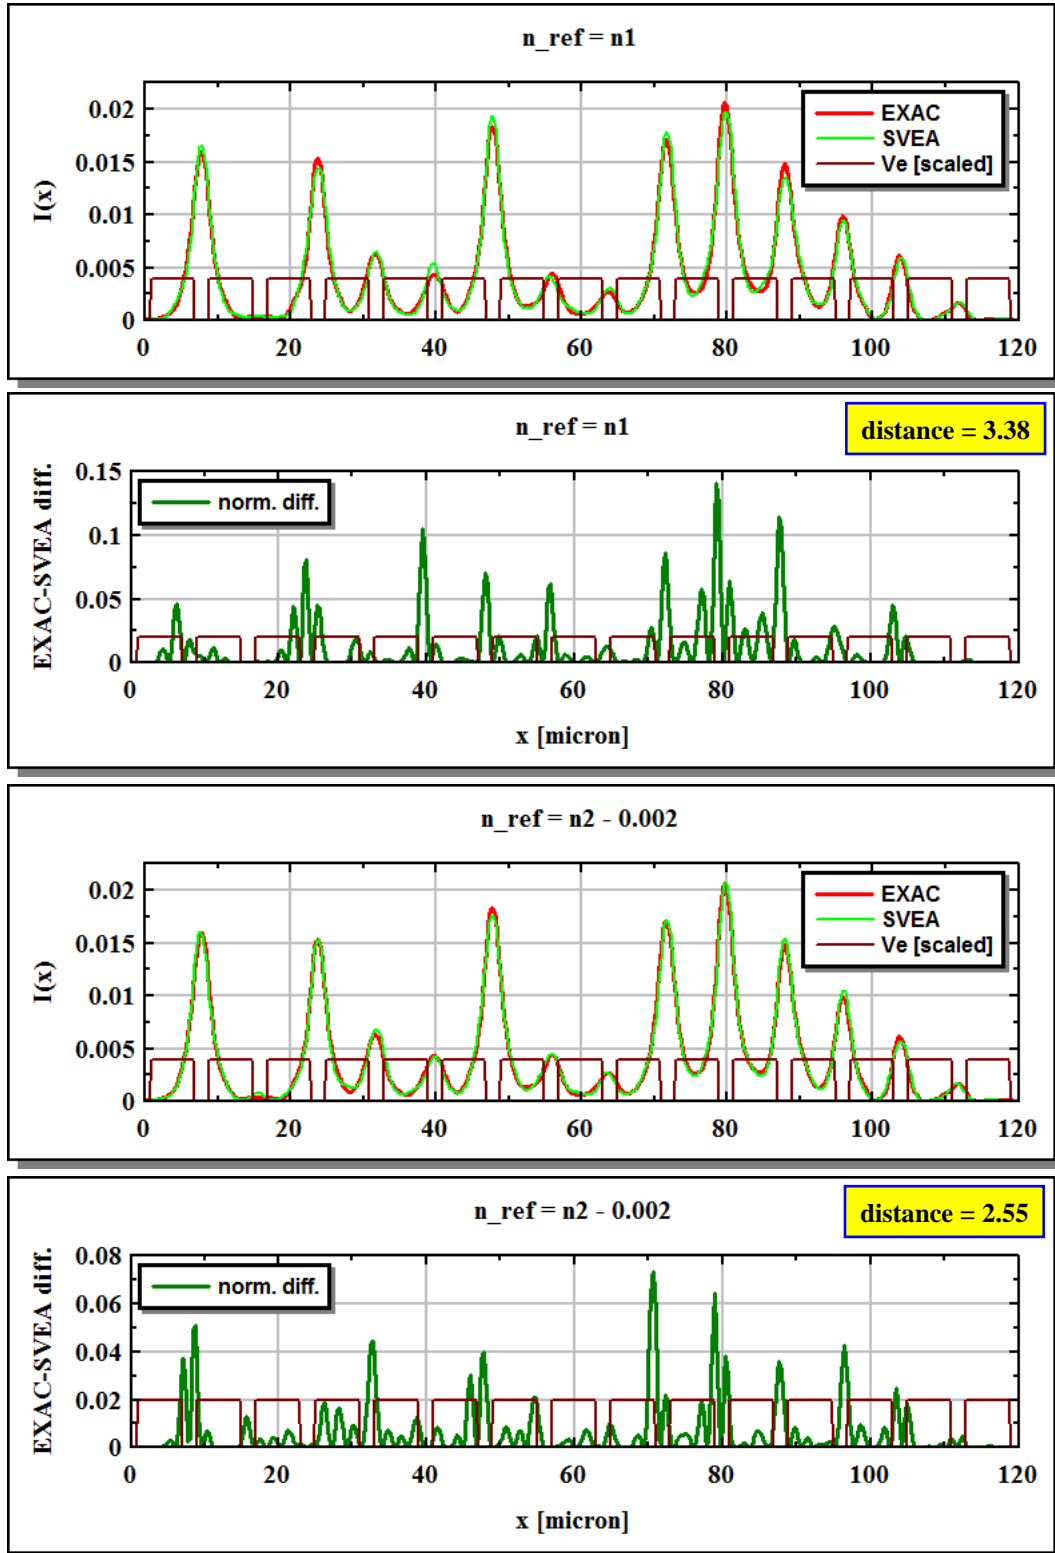 n_ref = n1
I(x)
0.02
0.015
0.01
0.005
0
EXAC
SVEA
Ve [scaled]
0 20 40 60 80 100 120
n_ref = n1
distance = 3.38
EXAC-SVEA diff.
0.15
0.1
0.05
0
norm. diff.
0 20 40 60 80 100 120
x [micron]
n_ref = n2 - 0.002
I(x)
0.02
0.015
0.01
0.005
0
EXAC
SVEA
Ve [scaled]
0 20 40 60 80 100 120
n_ref = n2 - 0.002
distance = 2.55
EXAC-SVEA diff.
0.08
0.06
0.04
0.02
0
norm. diff.
0 20 40 60 80 100 120
x [micron]